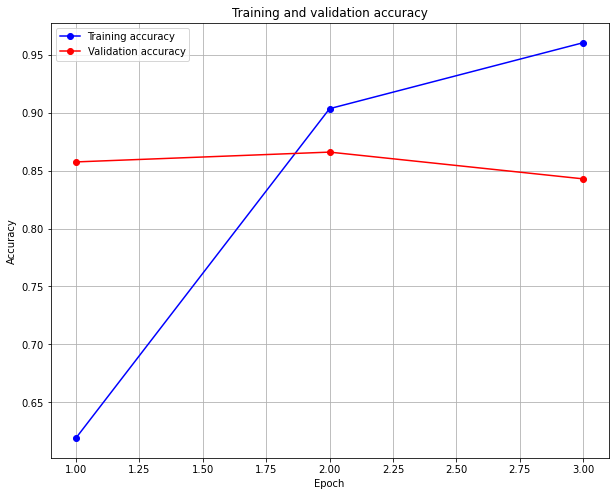 Training and validation accuracy
Training accuracy
Validation accuracy
0.95
0.90
0.85
0.80
0.75
0.70
0.65
Accuracy
1.00 1.25 1.50 1.75 2.00 2.25 2.50 2.75 3.00
Epoch